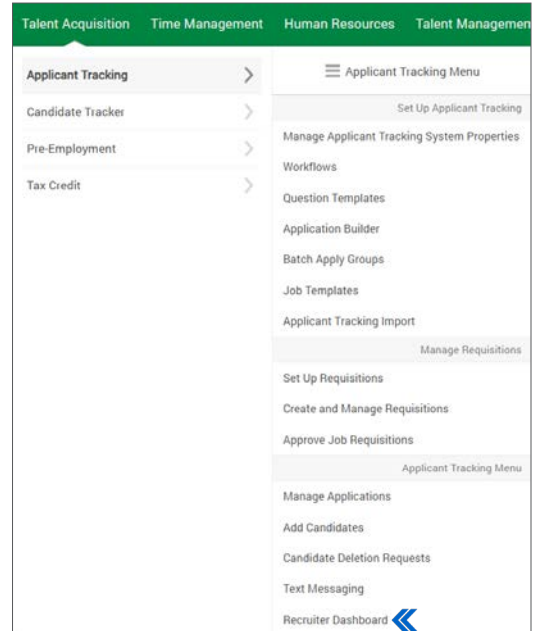 Talent Acquisition Time Management Human Resources Talent Managemen
Applicant Tracking
Candidate Tracker
Pre-Employment
Tax Credit
Applicant Tracking Menu
Set Up Applicant Tracking
Manage Applicant Tracking System Properties
Workflows
Question Templates
Application Builder
Batch Apply Groups
Job Templates
Applicant Tracking Import
Manage Requisitions
Set Up Requisitions
Create and Manage Requisitions
Approve Job Requisitions
Applicant Tracking Menu
Manage Applications
Add Candidates
Candidate Deletion Requests
Text Messaging
Recruiter Dashboard